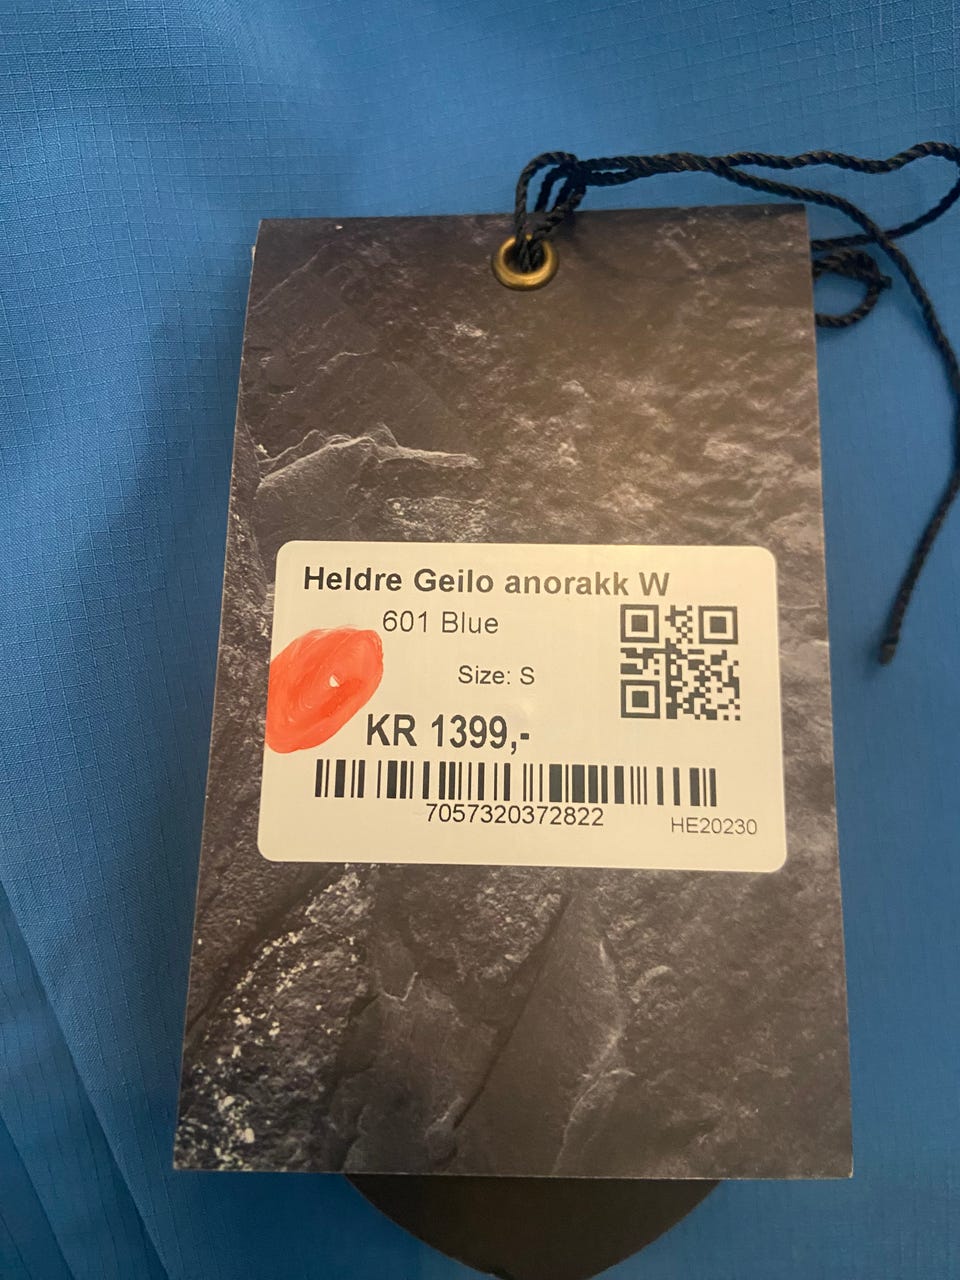 Heldre Geilo anorakk W
601 Blue
Size: S
KR 1399,-
7057320372822
HE20230